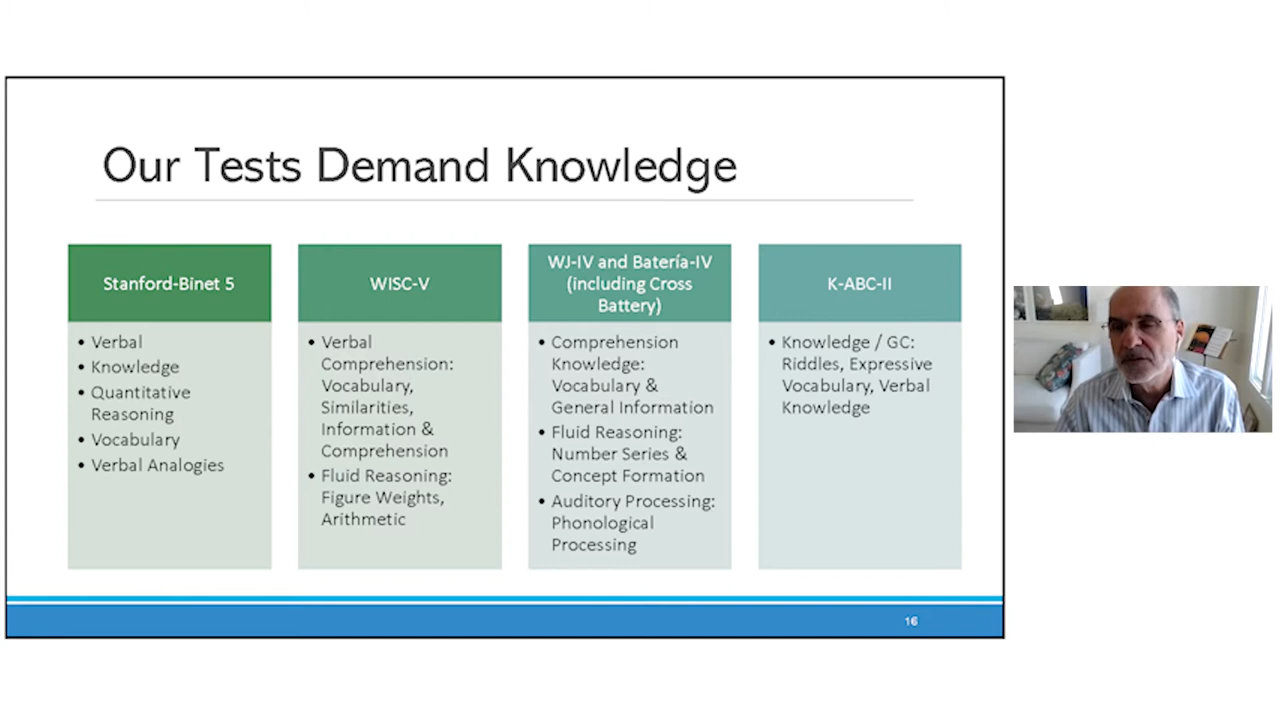 Our Tests Demand Knowledge
Stanford-Binet 5
• Verbal
• Knowledge
• Quantitative
Reasoning
• Vocabulary
• Verbal Analogies
WISC-V
• Verbal
Comprehension:
Vocabulary,
Similarities,
Information &
Comprehension
• Fluid Reasoning:
Figure Weights,
Arithmetic
WJ-IV and Batería-IV
(including Cross
Battery)
• Comprehension
Knowledge:
Vocabulary &
General Information
• Fluid Reasoning:
Number Series &
Concept Formation
• Auditory Processing:
Phonological
Processing
K-ABC-II
• Knowledge / GC:
Riddles, Expressive
Vocabulary, Verbal
Knowledge
16